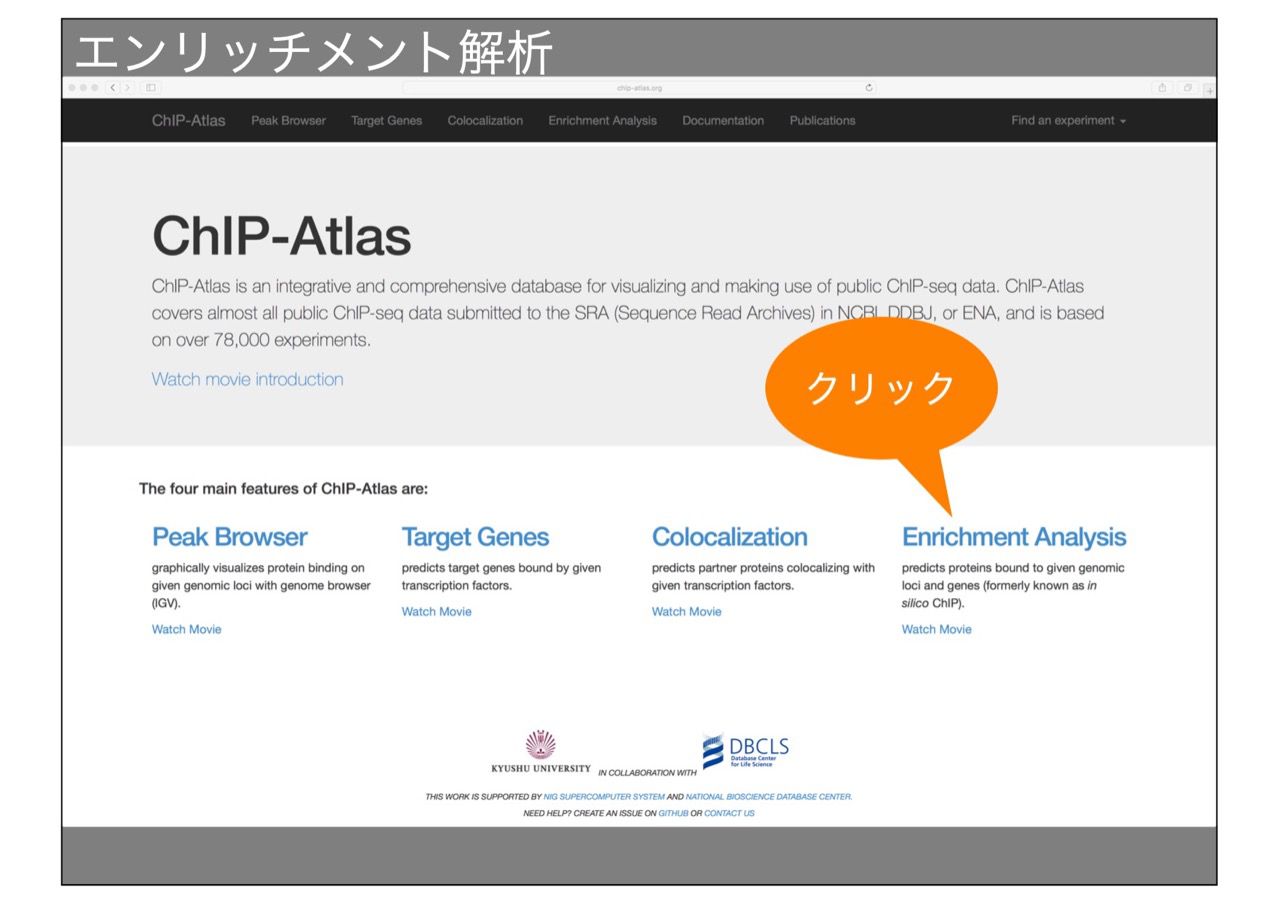 エンリッチメント解析
chip-atlas.org
ChIP-Atlas Peak Browser Target Genes Colocalization Enrichment Analysis Documentation Publications Find an experiment
ChIP-Atlas
ChIP-Atlas is an integrative and comprehensive database for visualizing and making use of public ChIP-seq data. ChIP-Atlas
covers almost all public ChIP-seq data submitted to the SRA (Sequence Read Archives) in NCBI, DDBJ, or ENA, and is based
on over 78,000 experiments.
Watch movie introduction
クリック
The four main features of ChIP-Atlas are:
Peak Browser
graphically visualizes protein binding on
given genomic loci with genome browser
(IGV).
Watch Movie
Target Genes
predicts target genes bound by given
transcription factors.
Watch Movie
Colocalization
predicts partner proteins colocalizing with
given transcription factors.
Watch Movie
Enrichment Analysis
predicts proteins bound to given genomic
loci and genes (formerly known as in
silico ChIP).
Watch Movie
KYUSHU UNIVERSITY IN COLLABORATION WITH
DBCLS
Database Center
for Life Science
THIS WORK IS SUPPORTED BY NIG SUPERCOMPUTER SYSTEM AND NATIONAL BIOSCIENCE DATABASE CENTER.
NEED HELP? CREATE AN ISSUE ON GITHUB OR CONTACT US